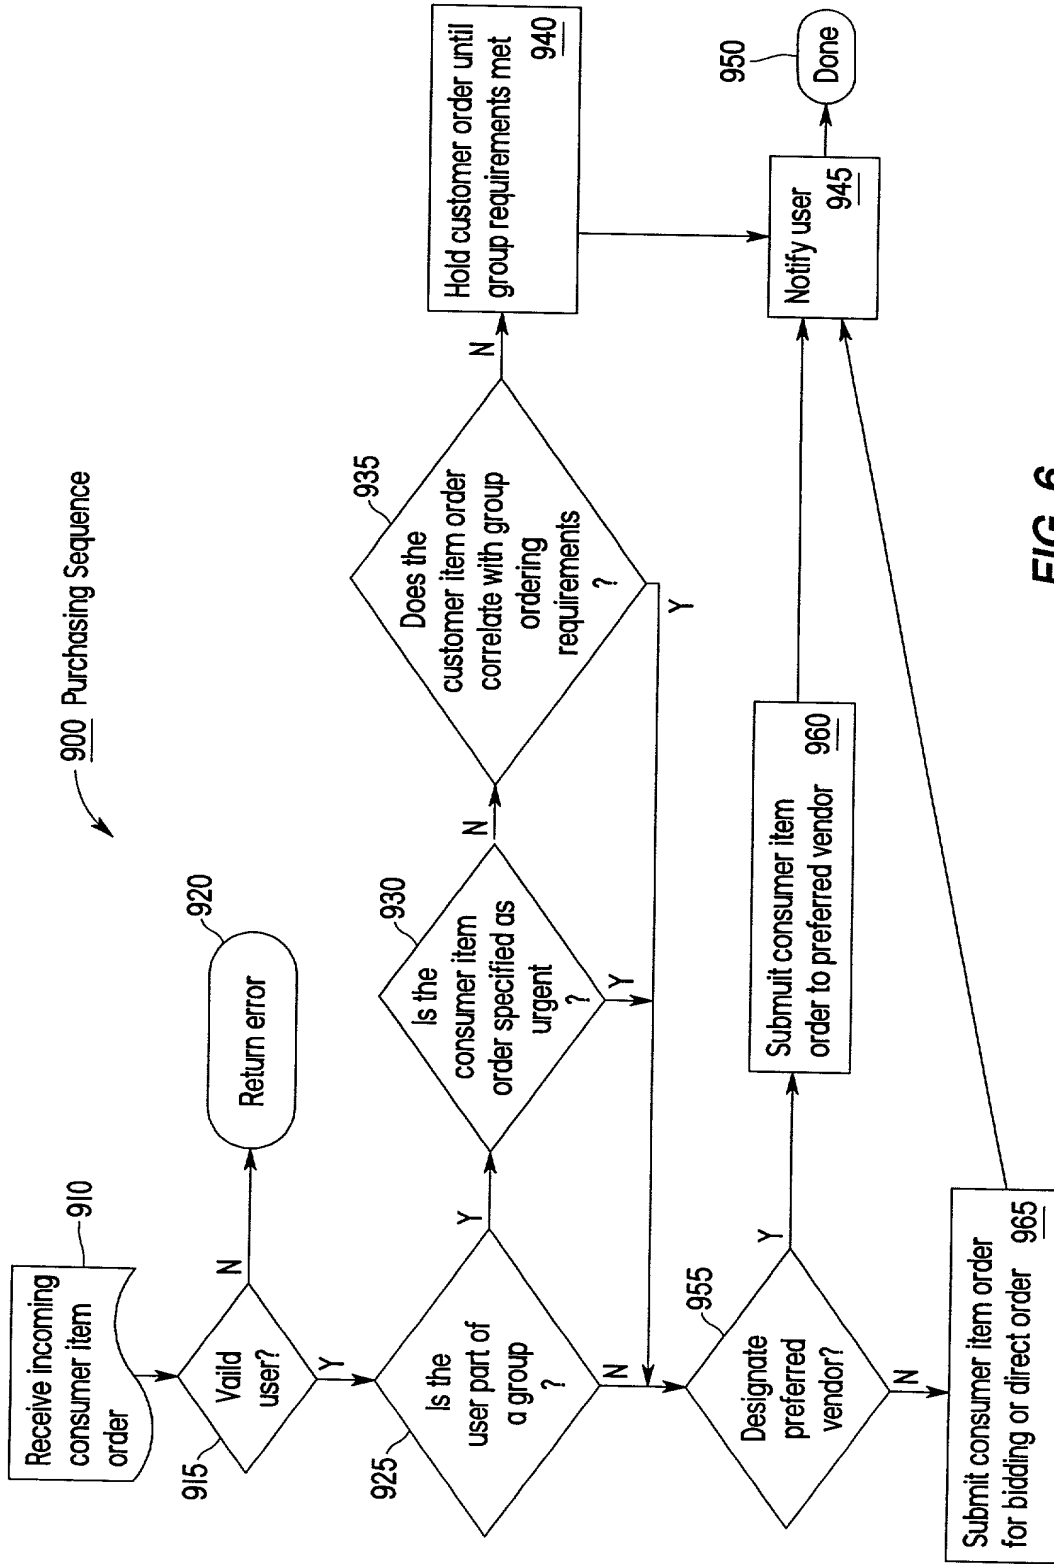 900 Purchasing Sequence
910
Receive incoming
consumer item
order
915
Vaild
user?
N
920
Return error
Y
925
Is the
user part of
a group
?
Y
N
930
Is the
consumer item
order specified as
urgent
?
N
Y
935
Does the
customer item order
correlate with group
ordering
requirements
?
N
Y
Hold customer order until
group requirements met
940
955
Designate
preferred
vendor?
Y
N
Submuit consumer item
order to preferred vendor
960
Notify user
945
950
Done
Submit consumer item order
for bidding or direct order 965
FIG. 6